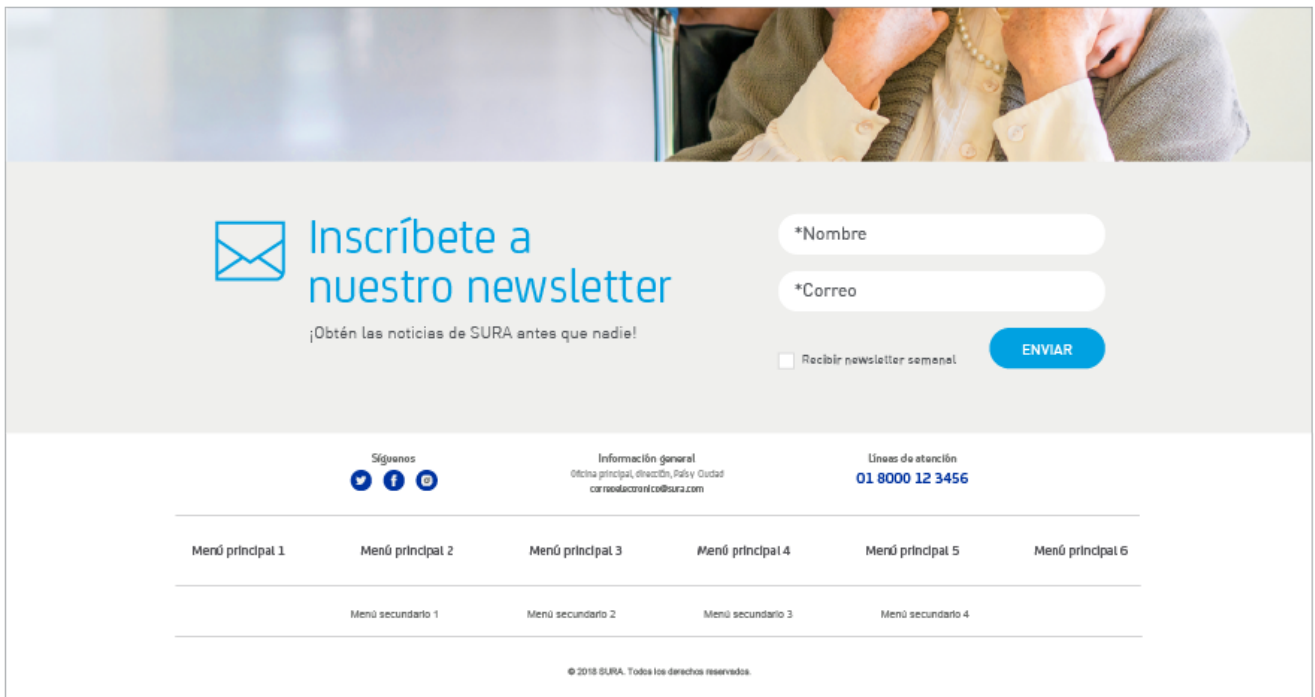 Inscríbete a
nuestro newsletter
¡Obtén las noticias de SURA antes que nadie!
*Nombre
*Correo
Recibir newsletter semanal
ENVIAR
Síguenos
Información general
Oficina principal, dirección, País y Ciudad
correoelectronico@sura.com
Líneas de atención
01 8000 12 3456
Menú principal 1 Menú principal 2 Menú principal 3 Menú principal 4 Menú principal 5 Menú principal 6
Menú secundario 1 Menú secundario 2 Menú secundario 3 Menú secundario 4
© 2018 SURA. Todos los derechos reservados.